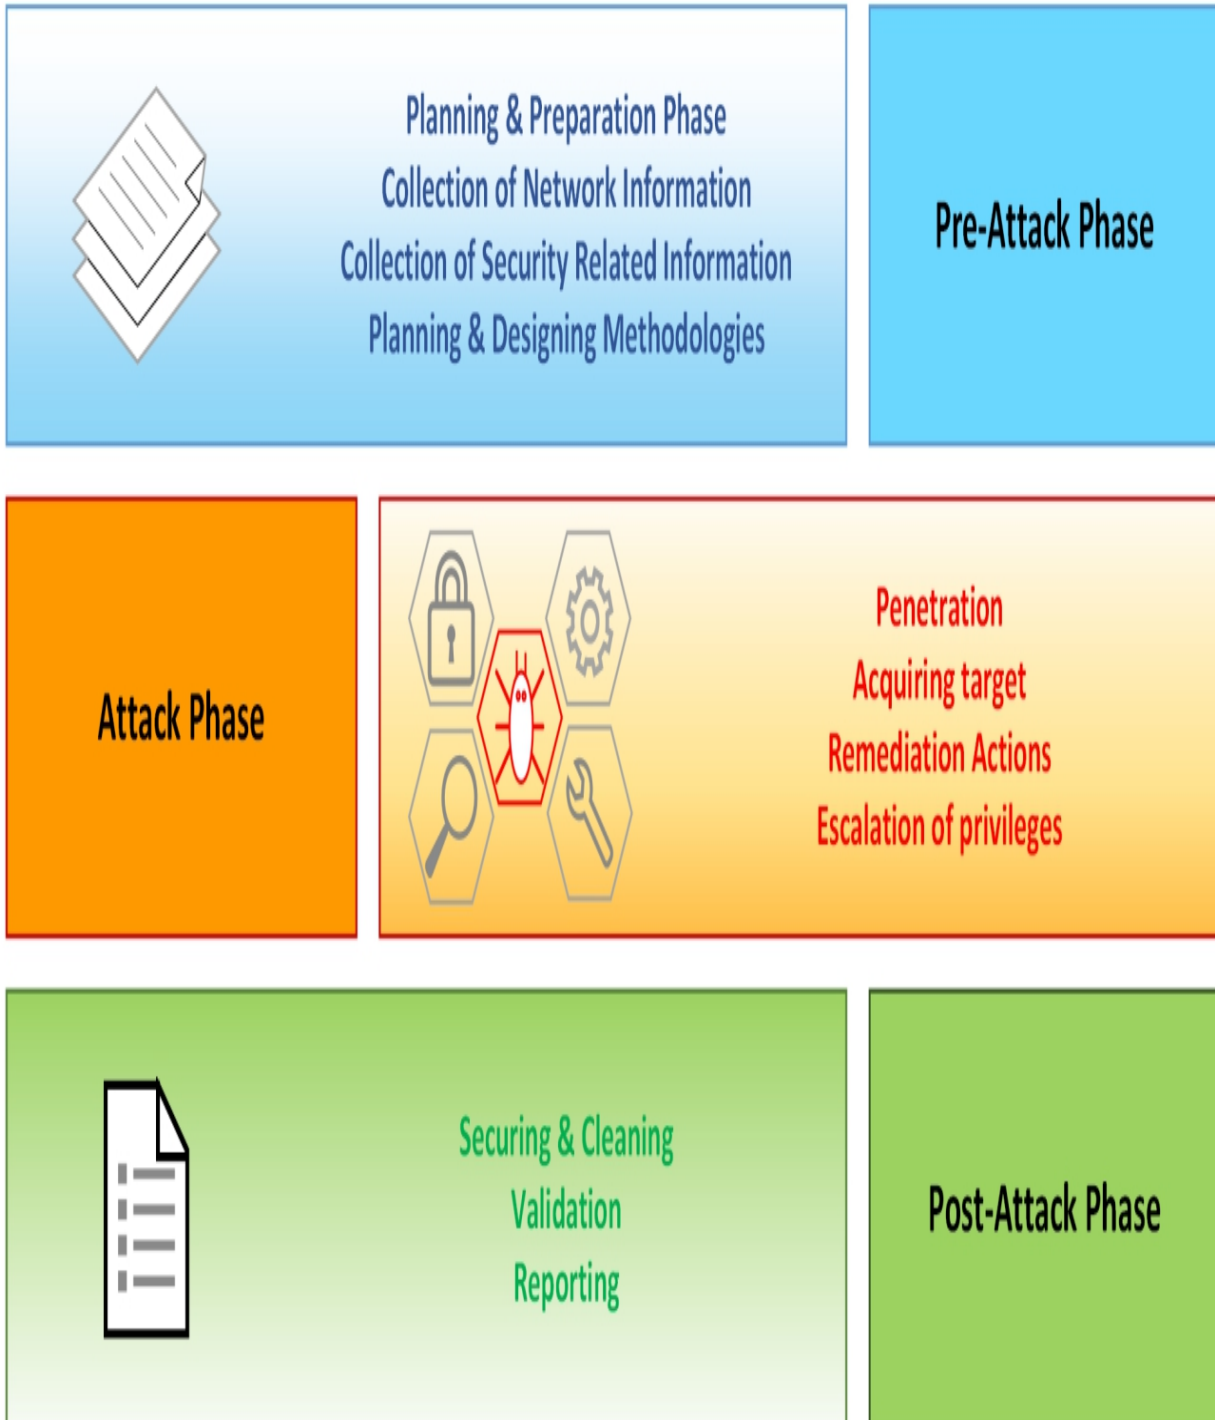 Planning & Preparation Phase
Collection of Network Information
Collection of Security Related Information
Planning & Designing Methodologies
Pre-Attack Phase
Attack Phase
Penetration
Acquiring target
Remediation Actions
Escalation of privileges
Securing & Cleaning
Validation
Reporting
Post-Attack Phase